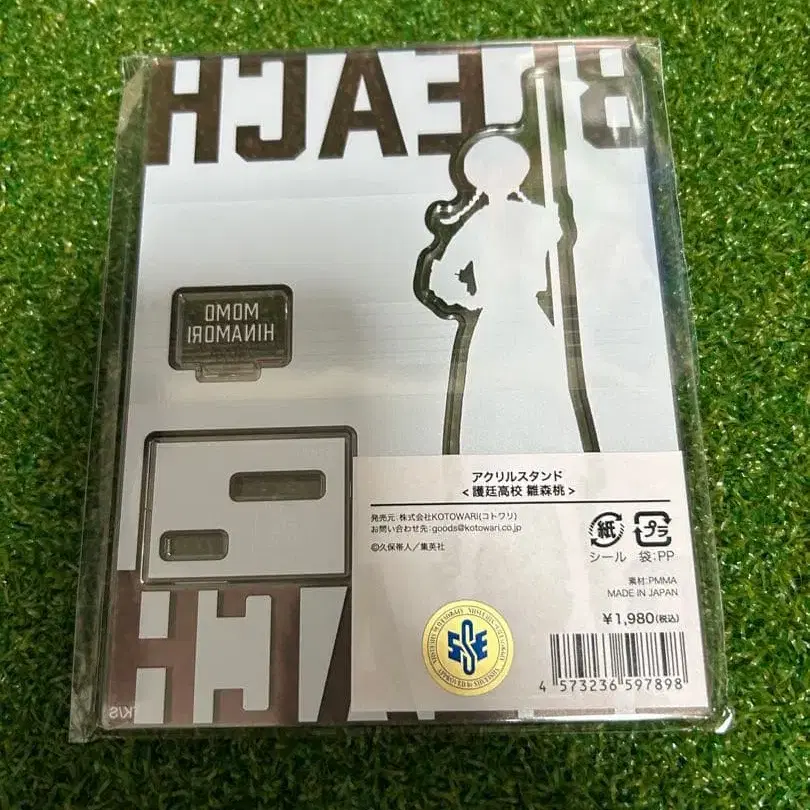 BLEACH
MOMO
HINAMORI
アクリルスタンド
<護廷高校 雛森桃>
発売元:株式会社KOTOWARI(コトワリ)
お問い合わせ先:goods@kotowari.co.jp
©久保帯人/集英社
紙
プラ
シール 袋:PP
素材:PMMA
MADE IN JAPAN
¥1,980(税込)
SSE
APPROVED by SHUEISHA
4 573236 597898